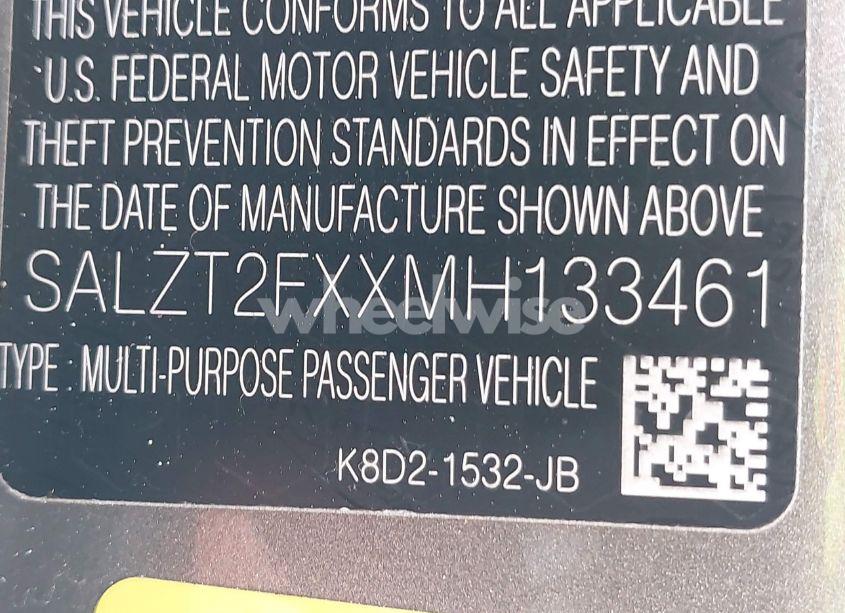 THIS VEHICLE CONFORMS TO ALL APPLICABLE
U.S. FEDERAL MOTOR VEHICLE SAFETY AND
THEFT PREVENTION STANDARDS IN EFFECT ON
THE DATE OF MANUFACTURE SHOWN ABOVE
SALZT2FXXMH133461
wheelwise
TYPE : MULTI-PURPOSE PASSENGER VEHICLE
K8D2-1532-JB